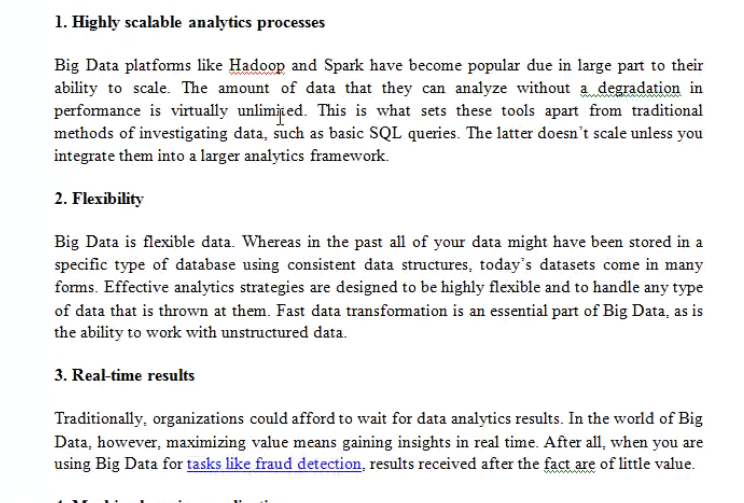 1. Highly scalable analytics processes
Big Data platforms like Hadoop and Spark have become popular due in large part to their
ability to scale. The amount of data that they can analyze without a degradation in
performance is virtually unlimited. This is what sets these tools apart from traditional
methods of investigating data, such as basic SQL queries. The latter doesn't scale unless you
integrate them into a larger analytics framework.
2. Flexibility
Big Data is flexible data. Whereas in the past all of your data might have been stored in a
specific type of database using consistent data structures, today's datasets come in many
forms. Effective analytics strategies are designed to be highly flexible and to handle any type
of data that is thrown at them. Fast data transformation is an essential part of Big Data, as is
the ability to work with unstructured data.
3. Real-time results
Traditionally, organizations could afford to wait for data analytics results. In the world of Big
Data, however, maximizing value means gaining insights in real time. After all, when you are
using Big Data for tasks like fraud detection, results received after the fact are of little value.